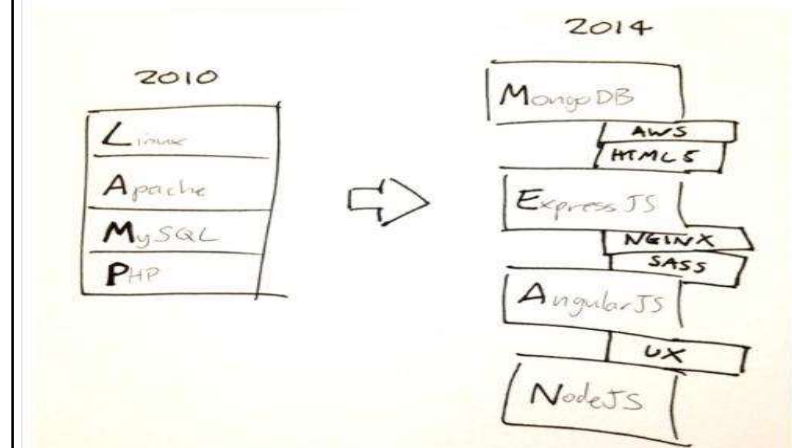 2010
Linux
Apache
MySQL
PHP
2014
MongoDB
AWS
HTML5
ExpressJS
NGINX
SASS
AngularJS
UX
NodeJS